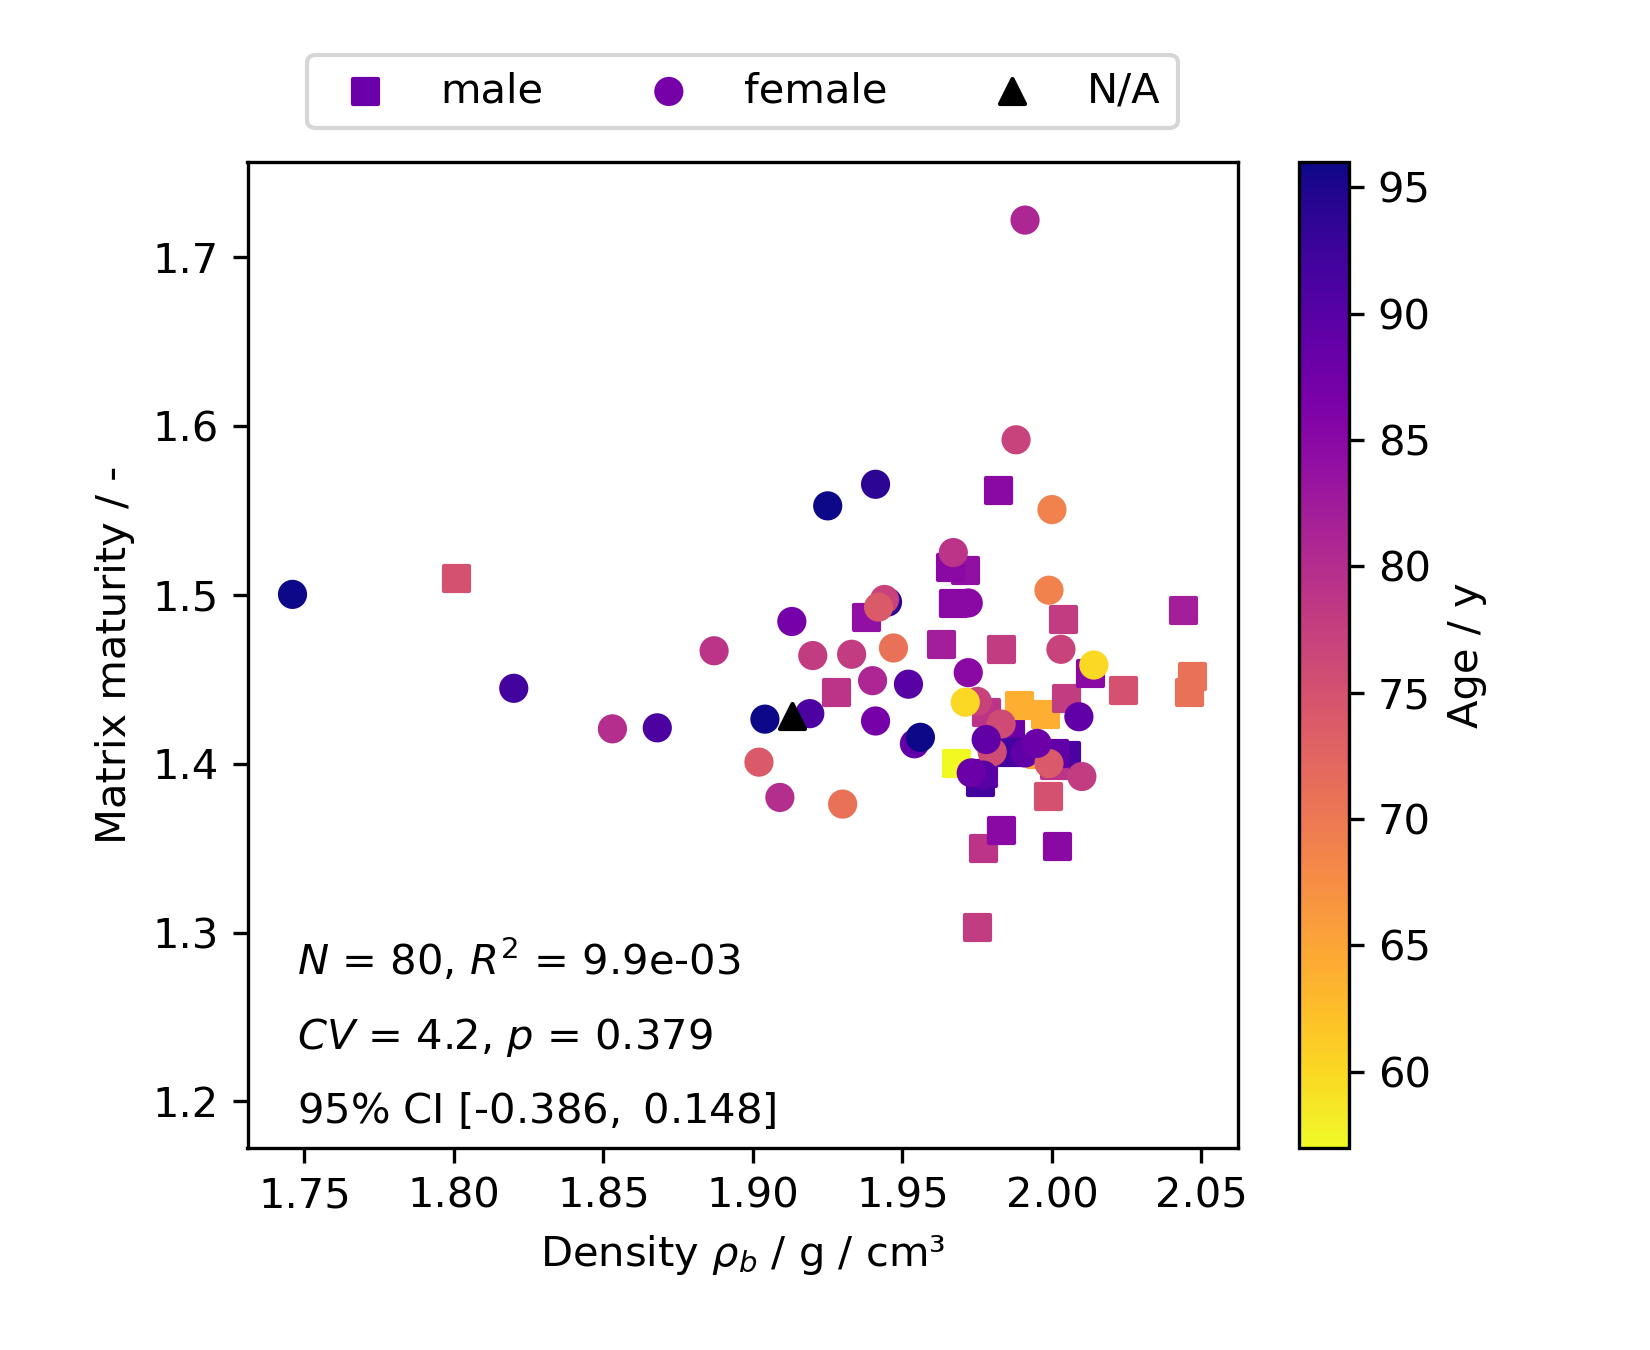 male female N/A
1.7
1.6
1.5
1.4
1.3
1.2
Matrix maturity / -
N = 80, R² = 9.9e-03
CV = 4.2, p = 0.379
95% CI [-0.386, 0.148]
1.75 1.80 1.85 1.90 1.95 2.00 2.05
Density ρ_b / g / cm³
95
90
85
80
75
70
65
60
Age / y